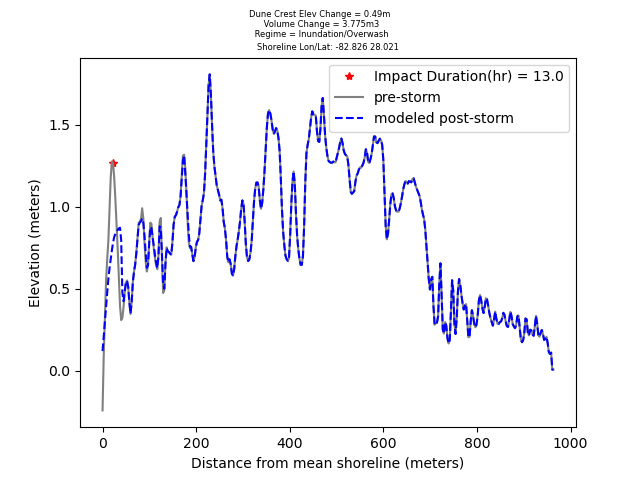 Dune Crest Elev Change = 0.49m
Volume Change = 3.775m3
Regime = Inundation/Overwash
Shoreline Lon/Lat: -82.826 28.021
Impact Duration(hr) = 13.0
pre-storm
modeled post-storm
Elevation (meters)
1.5
1.0
0.5
0.0
0 200 400 600 800 1000
Distance from mean shoreline (meters)